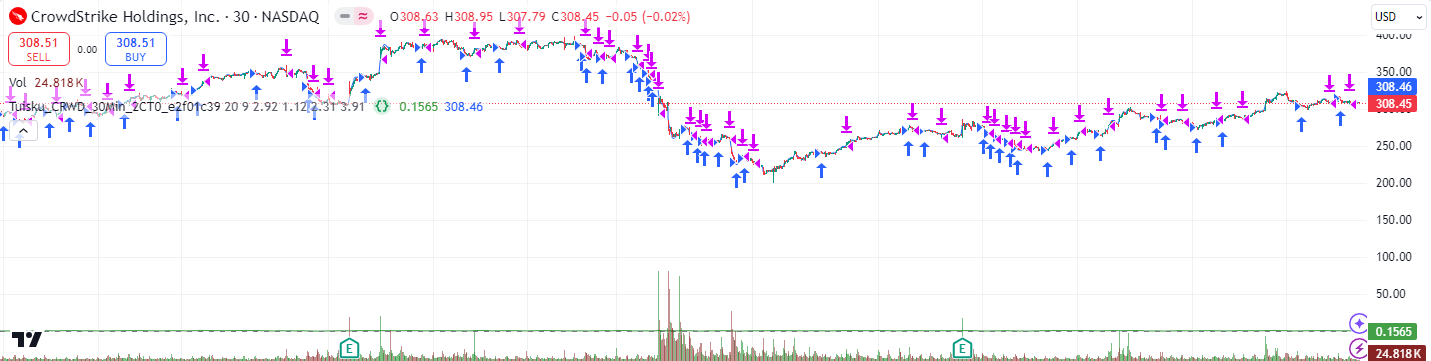 CrowdStrike Holdings, Inc. · 30 · NASDAQ O308.63 H308.95 L307.79 C308.45 −0.05 (−0.02%)
USD
308.51 SELL
0.00
308.51 BUY
Vol 24.818K
Tulsku_CRWD_30Min_2CT0_e2f01c39 20 9 2.92 1.12 2.31 3.91 {} 0.1565 308.46
400.00
350.00
308.46
308.45
250.00
200.00
150.00
100.00
50.00
0.1565
24.818K
E
E